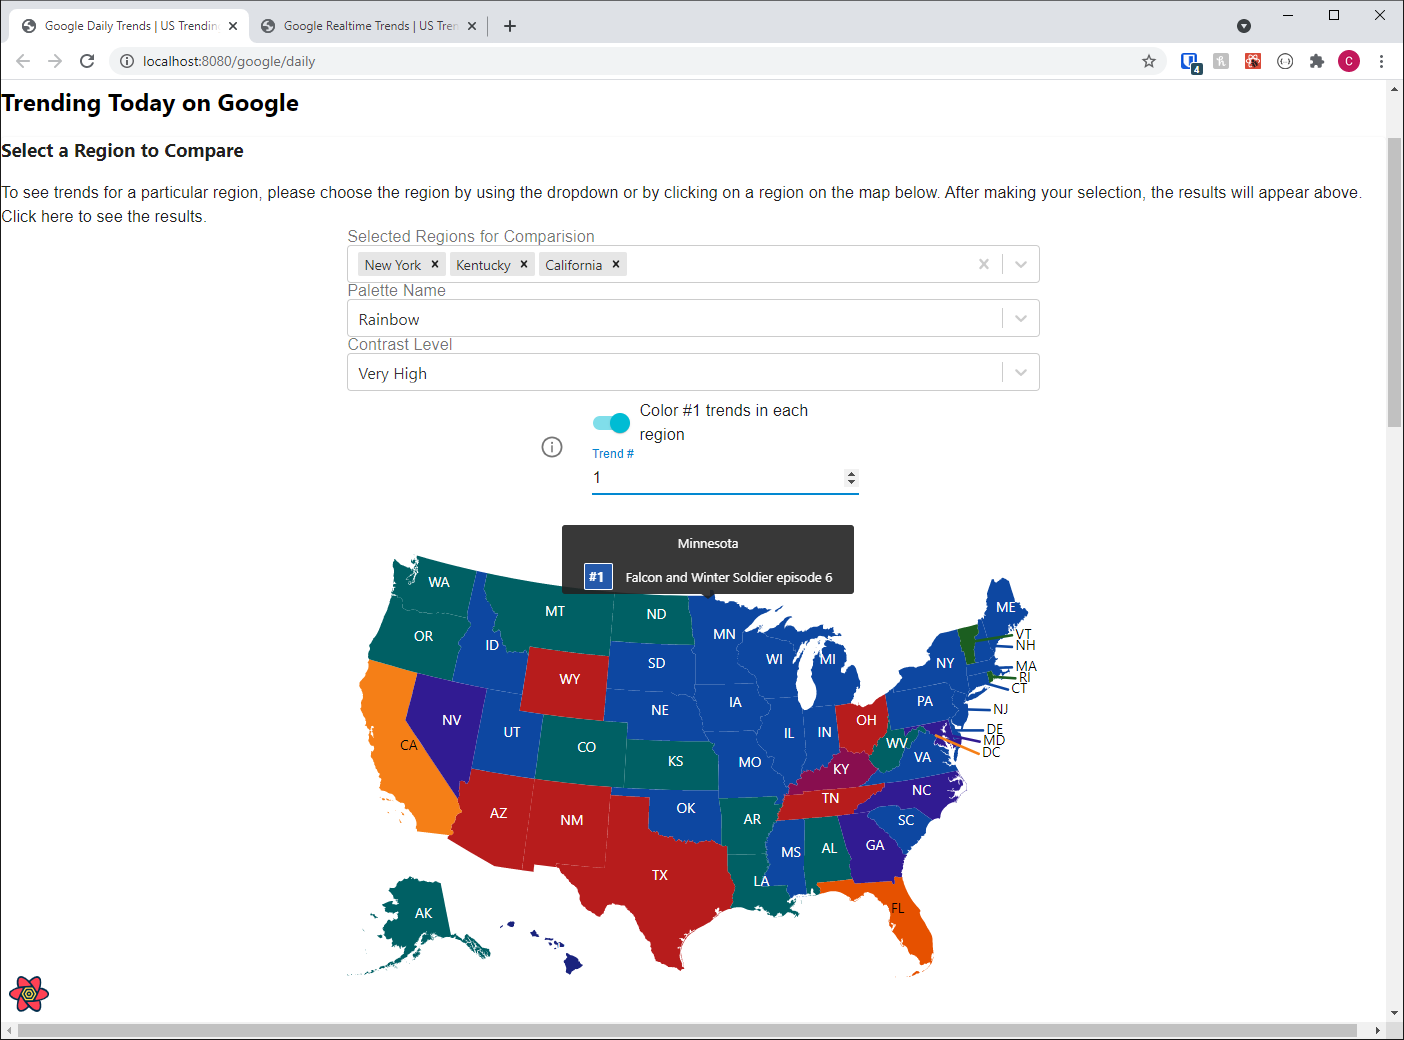 Google Daily Trends | US Trendin
Google Realtime Trends | US Tren
localhost:8080/google/daily
4
C
Trending Today on Google
Select a Region to Compare
To see trends for a particular region, please choose the region by using the dropdown or by clicking on a region on the map below. After making your selection, the results will appear above.
Click here to see the results.
Selected Regions for Comparision
New York
Kentucky
California
Palette Name
Rainbow
Contrast Level
Very High
Color #1 trends in each
region
Trend #
1
Minnesota
#1 Falcon and Winter Soldier episode 6
WA
MT
ND
MN
ME
OR
ID
SD
WI
MI
VT
NH
WY
NY
MA
RI
CT
NV
NE
IA
PA
NJ
UT
CO
IL
IN
OH
WV
DE
MD
DC
CA
KS
MO
KY
VA
AZ
NM
OK
AR
TN
NC
SC
TX
MS
AL
GA
LA
FL
AK